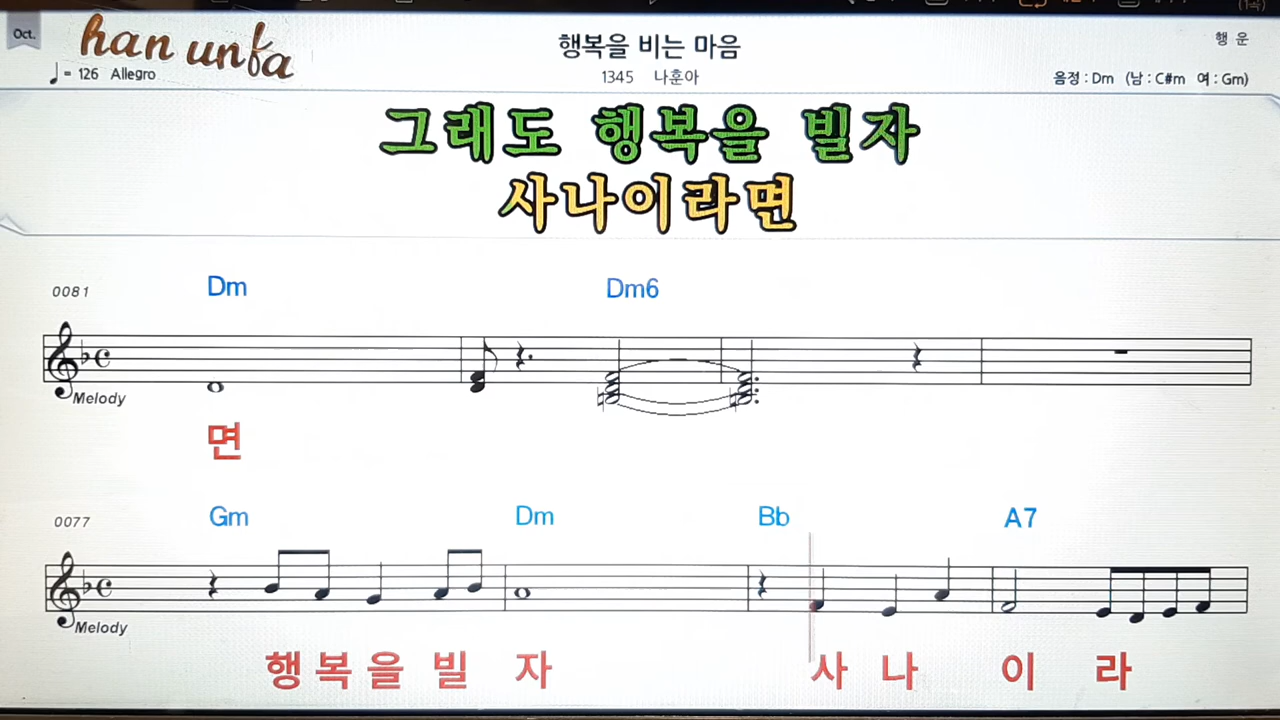 Oct.
han unfa
행복을 비는 마음
행 운
♩ = 126 Allegro
1345 나훈아
음정 : Dm (남 : C#m 여 : Gm)
그래도 행복을 빌자
사나이라면
0081
Dm Dm6
Melody
면
0077
Gm Dm Bb A7
Melody
행 복 을 빌 자 사 나 이 라